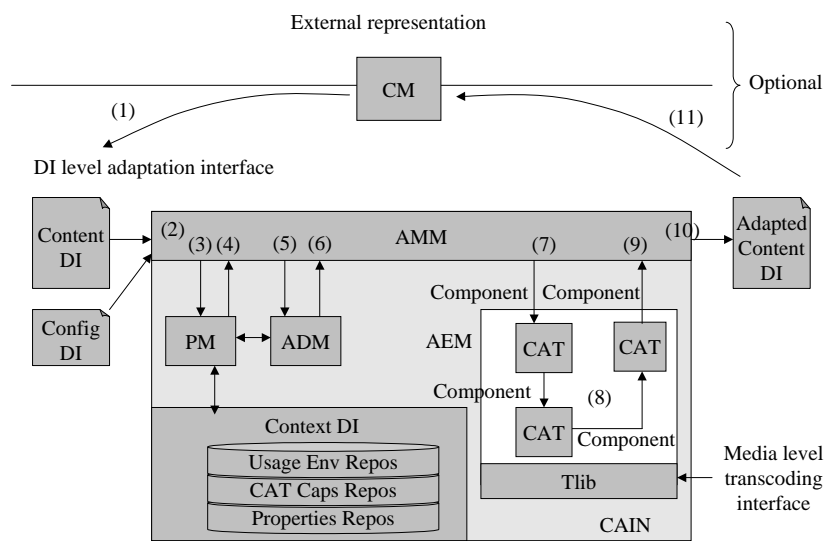 External representation
CM
Optional
(1)
(11)
DI level adaptation interface
Content
DI
Config
DI
(2)
(3)
(4)
(5)
(6)
AMM
(7)
(9)
(10)
Adapted
Content
DI
Component
Component
PM
ADM
AEM
CAT
CAT
Component
(8)
CAT
Component
Context DI
Usage Env Repos
CAT Caps Repos
Properties Repos
Tlib
Media level
transcoding
interface
CAIN